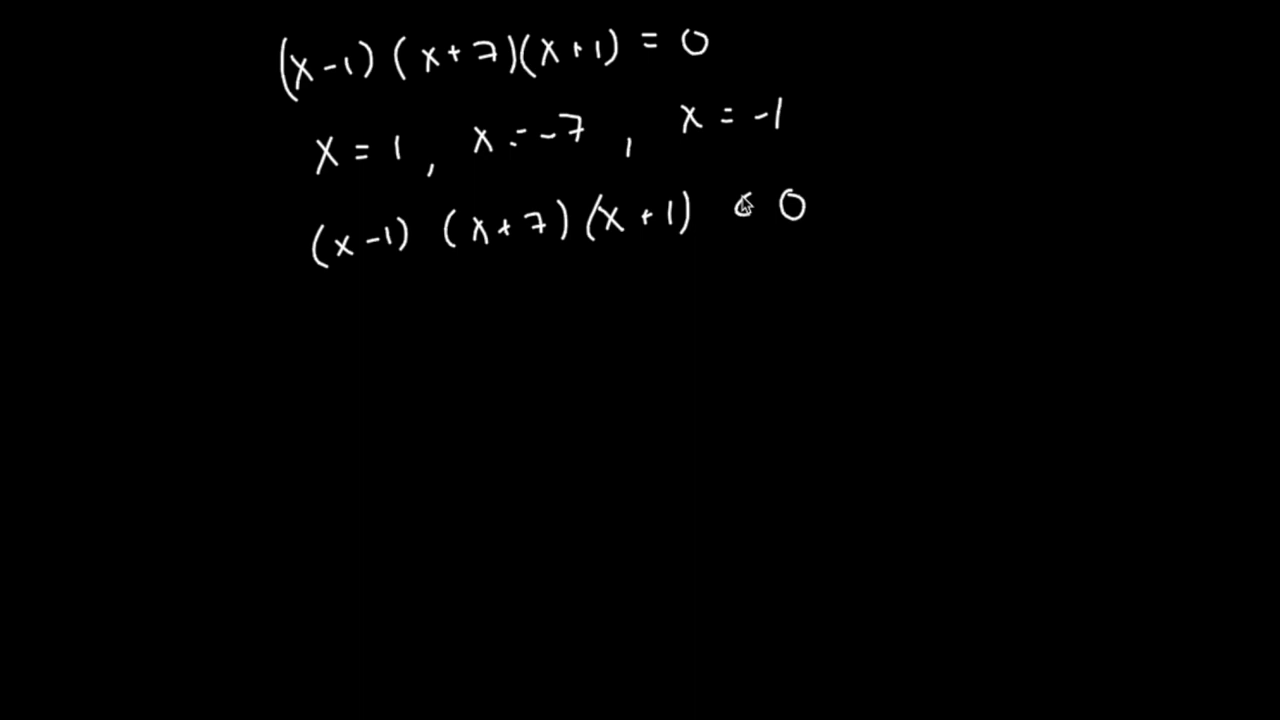 (x-1) (x+7)(x+1) = 0
x = 1 , x = -7 , x = -1
(x-1) (x+7) (x+1) < 0